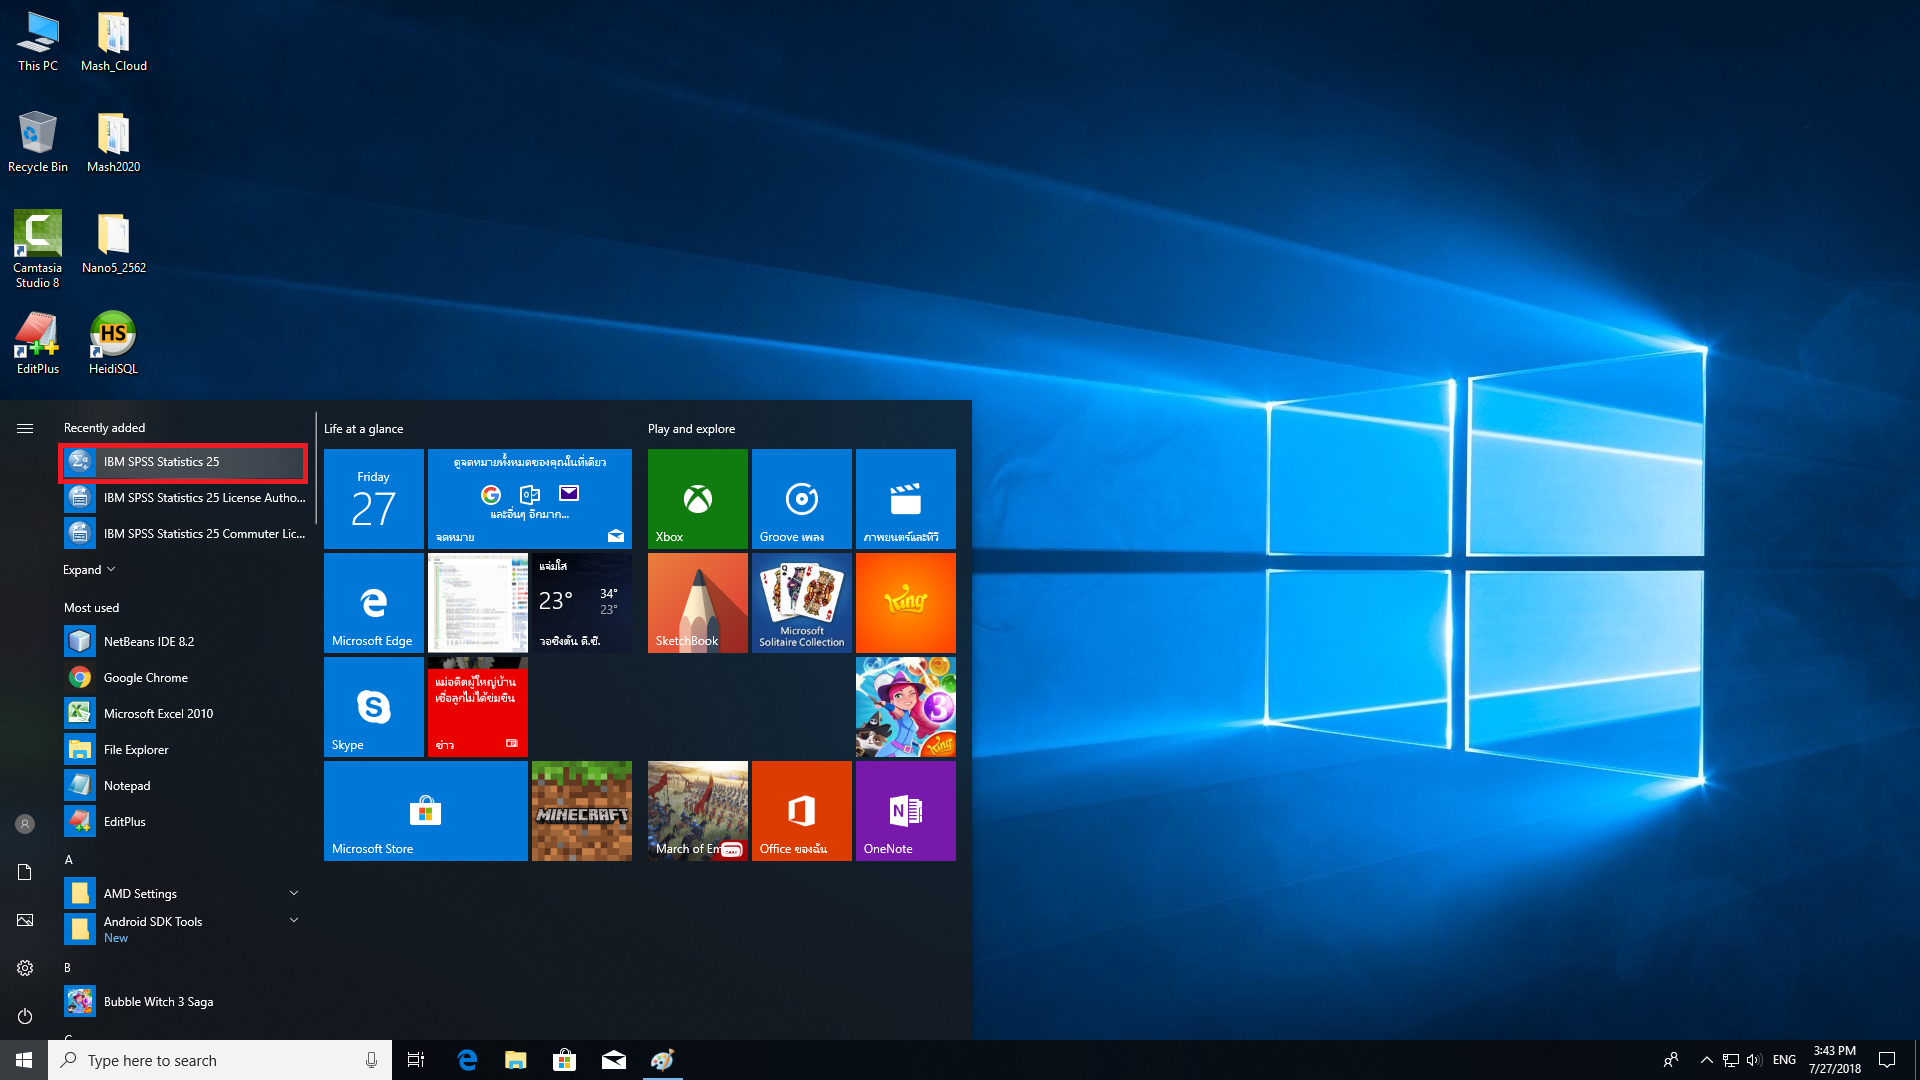 This PC
Mash_Cloud
Recycle Bin
Mash2020
Camtasia
Studio 8
Nano5_2562
EditPlus
HS
HeidiSQL
Recently added
IBM SPSS Statistics 25
IBM SPSS Statistics 25 License Autho...
IBM SPSS Statistics 25 Commuter Lic...
Expand
Most used
NetBeans IDE 8.2
Google Chrome
Microsoft Excel 2010
File Explorer
Notepad
EditPlus
A
AMD Settings
Android SDK Tools
New
B
Bubble Witch 3 Saga
Life at a glance
Friday
27
ดูจดหมายทั้งหมดของคุณในที่เดียว
และอื่นๆ อีกมาก...
จดหมาย
Microsoft Edge
แจ่มใส
23°
34°
23°
วอชิงตัน ดี.ซี.
Skype
แม่อดีตผู้ใหญ่บ้าน
เชื่อลูกไม่ได้ข่มขืน
ข่าว
Microsoft Store
MINECRAFT
Play and explore
Xbox
Groove เพลง
ภาพยนตร์และทีวี
SketchBook
Microsoft
Solitaire Collection
King
3
King
March of Em
Office ของฉัน
N
OneNote
Type here to search
ENG
3:43 PM
7/27/2018